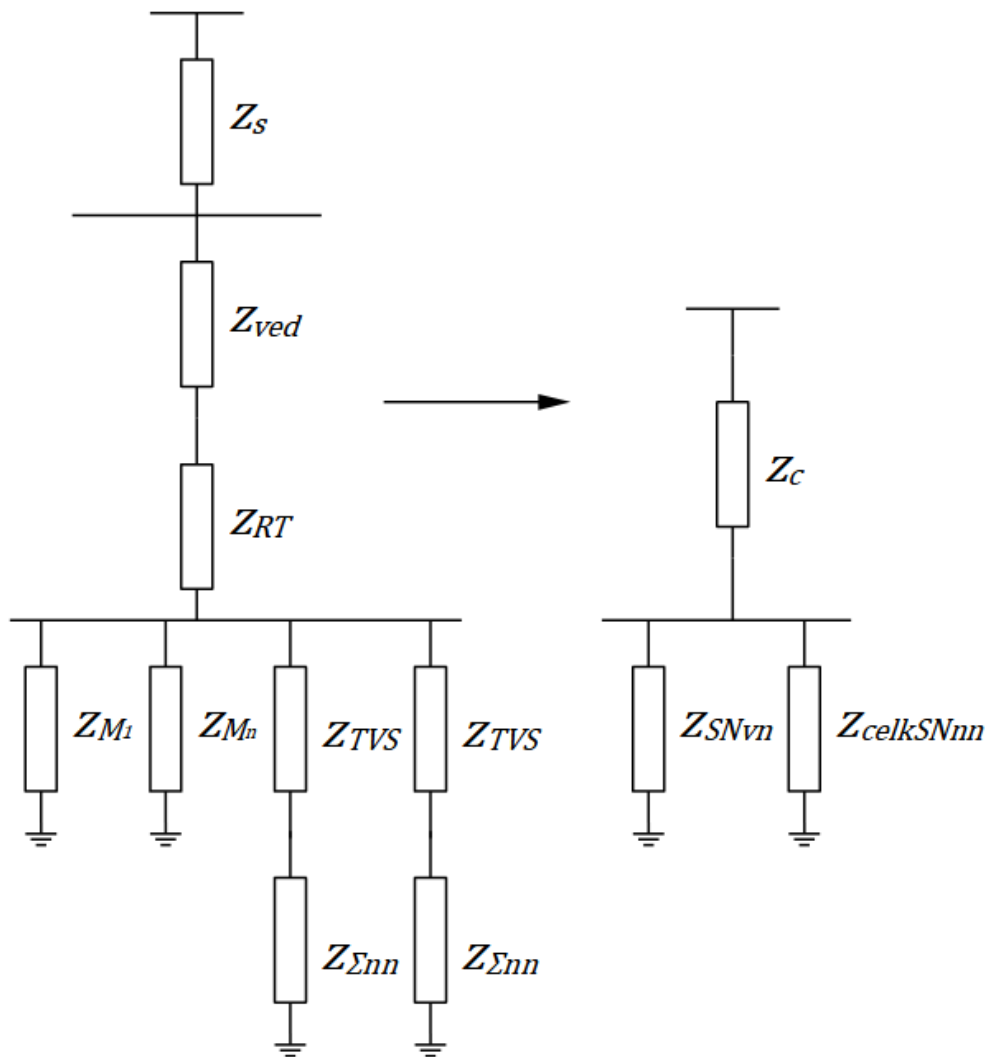 Zs
Zved
ZRT
ZM1
ZMn
ZTVS
ZTVS
ZΣnn
ZΣnn
Zc
ZSNvn
ZcelkSNnn